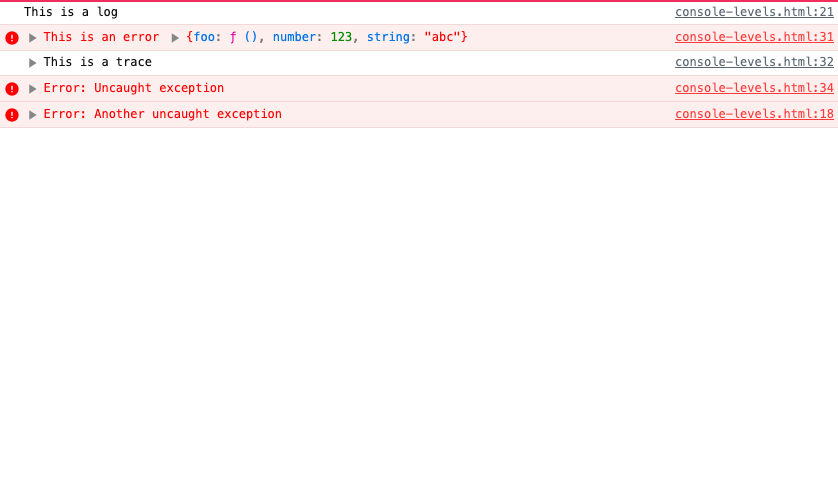 This is a log console-levels.html:21
This is an error {foo: ƒ (), number: 123, string: "abc"} console-levels.html:31
This is a trace console-levels.html:32
Error: Uncaught exception console-levels.html:34
Error: Another uncaught exception console-levels.html:18